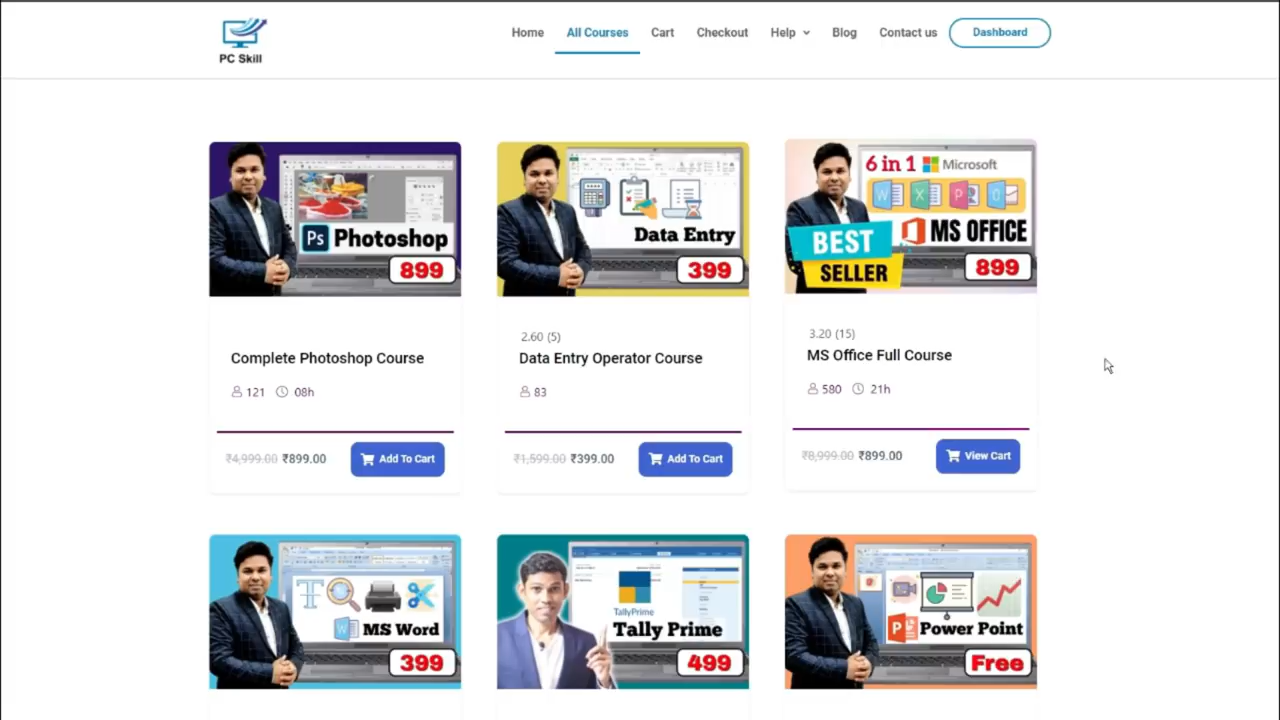 PC Skill
Home
All Courses
Cart
Checkout
Help
Blog
Contact us
Dashboard
Ps Photoshop
899
Data Entry
399
6 in 1 Microsoft
BEST
SELLER
MS OFFICE
899
Complete Photoshop Course
121 08h
₹4,999.00 ₹899.00
Add To Cart
2.60 (5)
Data Entry Operator Course
83
₹1,599.00 ₹399.00
Add To Cart
3.20 (15)
MS Office Full Course
580 21h
₹8,999.00 ₹899.00
View Cart
MS Word
399
TallyPrime
Tally Prime
499
Power Point
Free